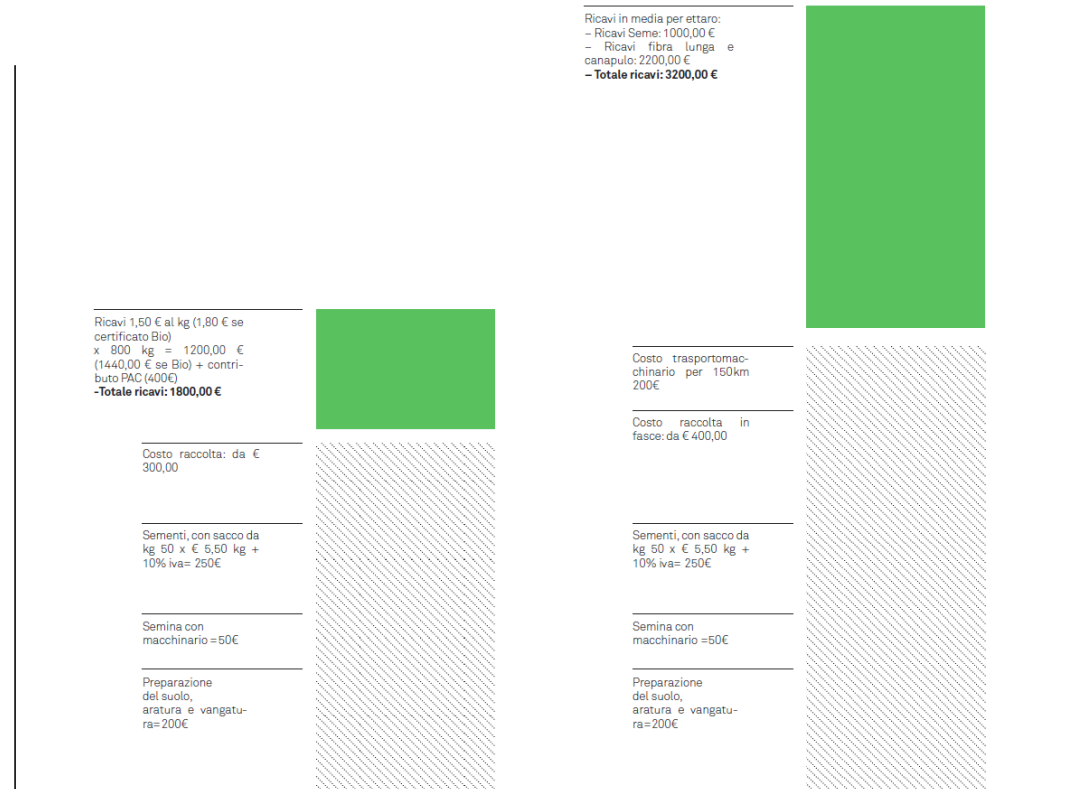 Ricavi in media per ettaro:
– Ricavi Seme: 1000,00 €
– Ricavi fibra lunga e
canapulo: 2200,00 €
– Totale ricavi: 3200,00 €
Ricavi 1,50 € al kg (1,80 € se
certificato Bio)
x 800 kg = 1200,00 €
(1440,00 € se Bio) + contri-
buto PAC (400€)
-Totale ricavi: 1800,00 €
Costo raccolta: da €
300,00
Sementi, con sacco da
kg 50 x € 5,50 kg +
10% iva= 250€
Semina con
macchinario =50€
Preparazione
del suolo,
aratura e vangatu-
ra=200€
Costo trasportomac-
chinario per 150km
200€
Costo raccolta in
fasce: da € 400,00
Sementi, con sacco da
kg 50 x € 5,50 kg +
10% iva= 250€
Semina con
macchinario =50€
Preparazione
del suolo,
aratura e vangatu-
ra=200€